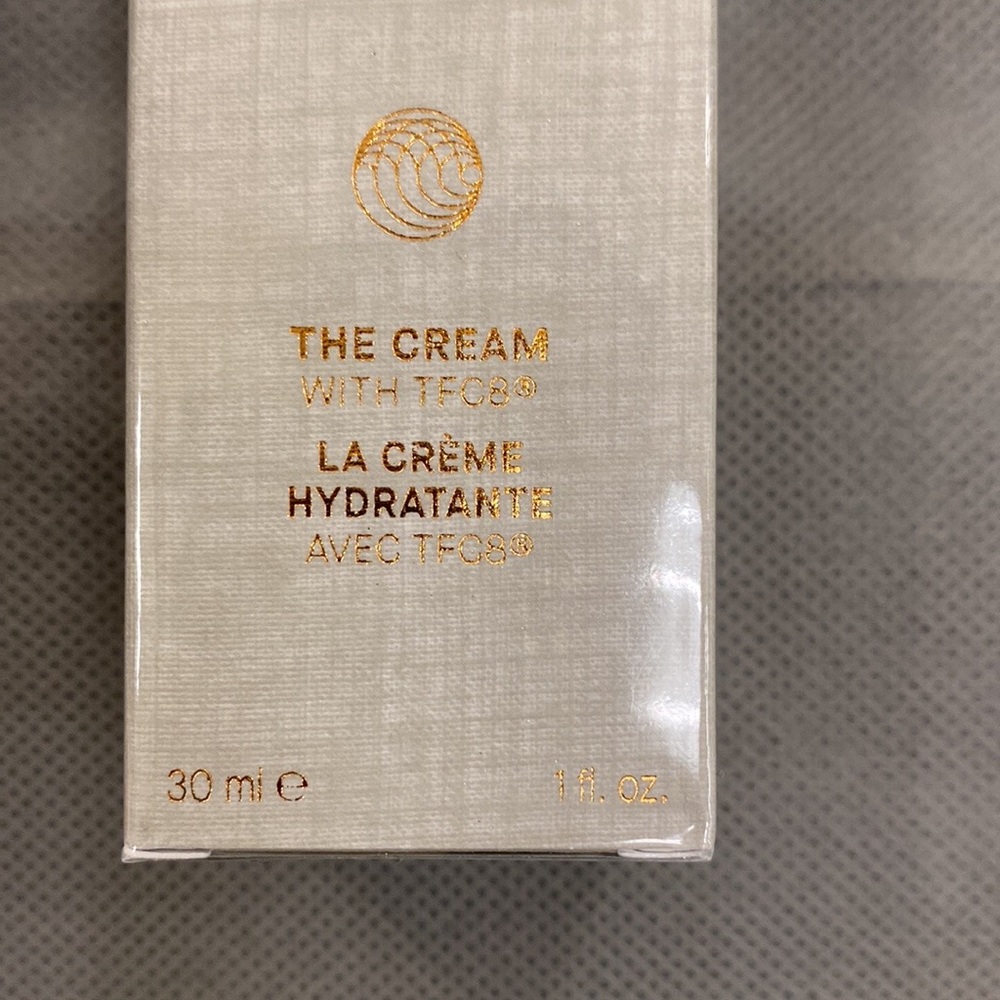 THE CREAM
WITH TFC8®
LA CRÈME
HYDRATANTE
AVEC TFC8®
30 ml e
1 fl. oz.